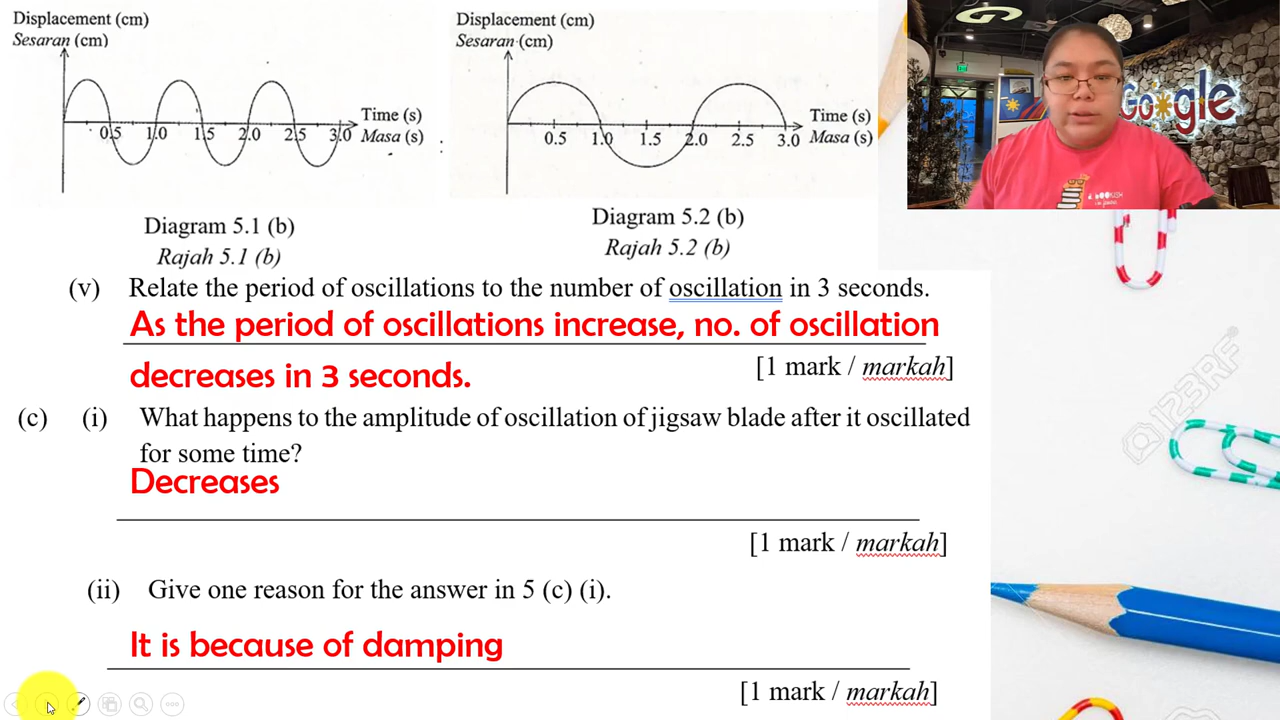 Displacement (cm)
Sesaran (cm)
0.5 1.0 1.5 2.0 2.5 3.0
Time (s)
Masa (s)
Diagram 5.1 (b)
Rajah 5.1 (b)
Displacement (cm)
Sesaran (cm)
0.5 1.0 1.5 2.0 2.5 3.0
Time (s)
Masa (s)
Diagram 5.2 (b)
Rajah 5.2 (b)
Google
(v) Relate the period of oscillations to the number of oscillation in 3 seconds.
As the period of oscillations increase, no. of oscillation
decreases in 3 seconds.
[1 mark / markah]
(c) (i) What happens to the amplitude of oscillation of jigsaw blade after it oscillated
for some time?
Decreases
[1 mark / markah]
(ii) Give one reason for the answer in 5 (c) (i).
It is because of damping
[1 mark / markah]
123RF